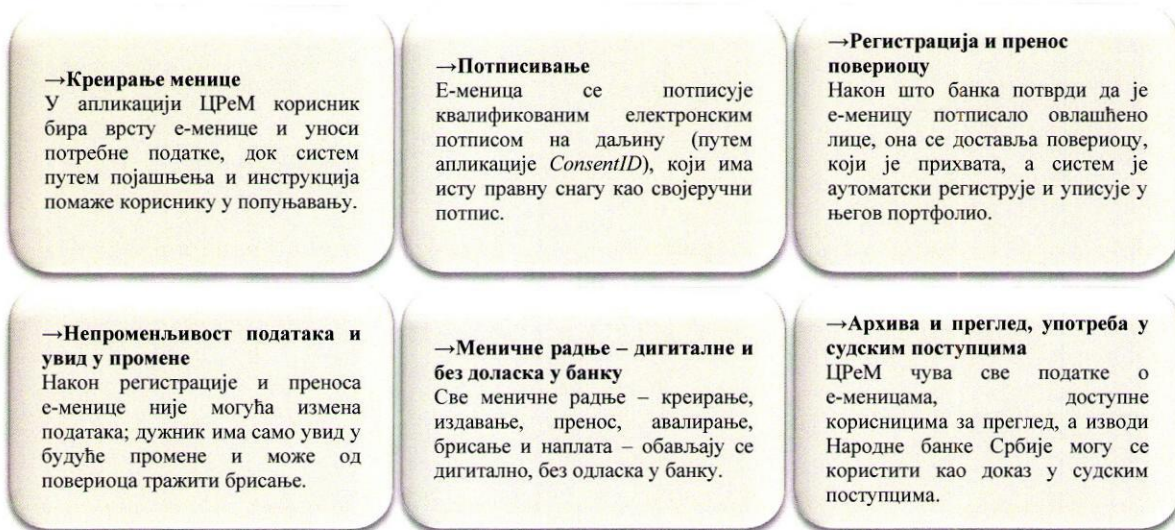 →Креирање менице
У апликацији ЦРеМ корисник
бира врсту е-менице и уноси
потребне податке, док систем
путем појашњења и инструкција
помаже кориснику у попуњавању.
→Потписивање
Е-меница се потписује
квалификованим електронским
потписом на даљину (путем
апликације ConsentID), који има
исту правну снагу као својеручни
потпис.
→Регистрација и пренос
повериоцу
Након што банка потврди да је
е-меницу потписало овлашћено
лице, она се доставља повериоцу,
који је прихвата, а систем је
аутоматски региструје и уписује у
његов портфолио.
→Непроменљивост података и
увид у промене
Након регистрације и преноса
е-менице није могућа измена
података; дужник има само увид у
будуће промене и може од
повериоца тражити брисање.
→Меничне радње – дигиталне и
без доласка у банку
Све меничне радње – креирање,
издавање, пренос, авалирање,
брисање и наплата – обављају се
дигитално, без одласка у банку.
→Архива и преглед, употреба у
судским поступцима
ЦРеМ чува све податке о
е-меницама, доступне
корисницима за преглед, а изводи
Народне банке Србије могу се
користити као доказ у судским
поступцима.